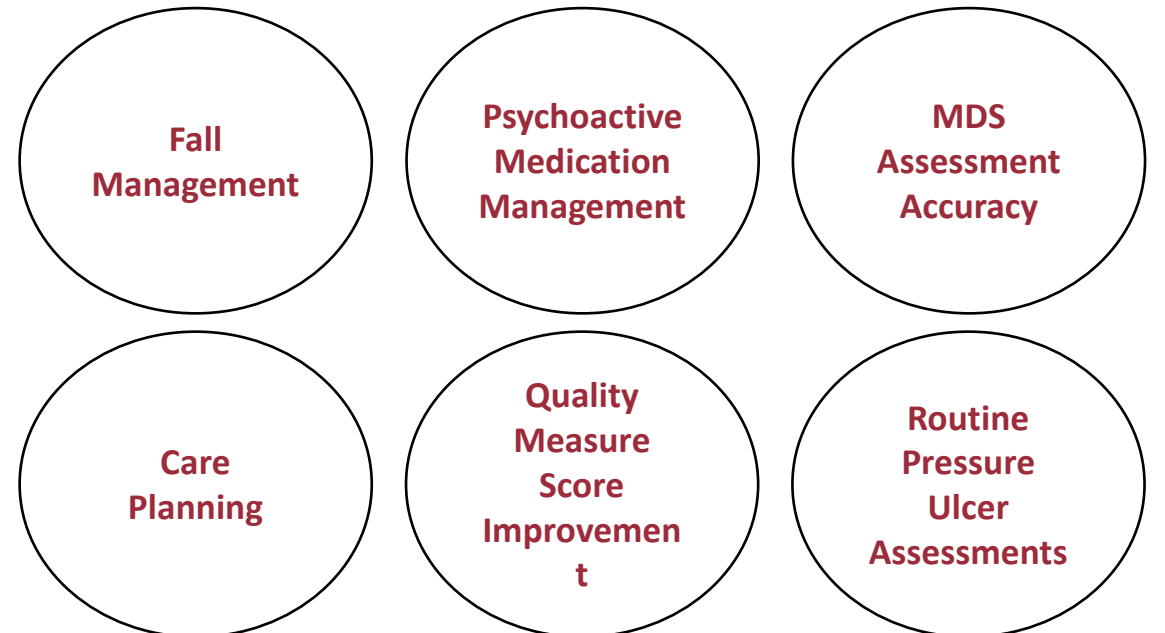 Fall
Management
Psychoactive
Medication
Management
MDS
Assessment
Accuracy
Care
Planning
Quality
Measure
Score
Improvemen
t
Routine
Pressure
Ulcer
Assessments